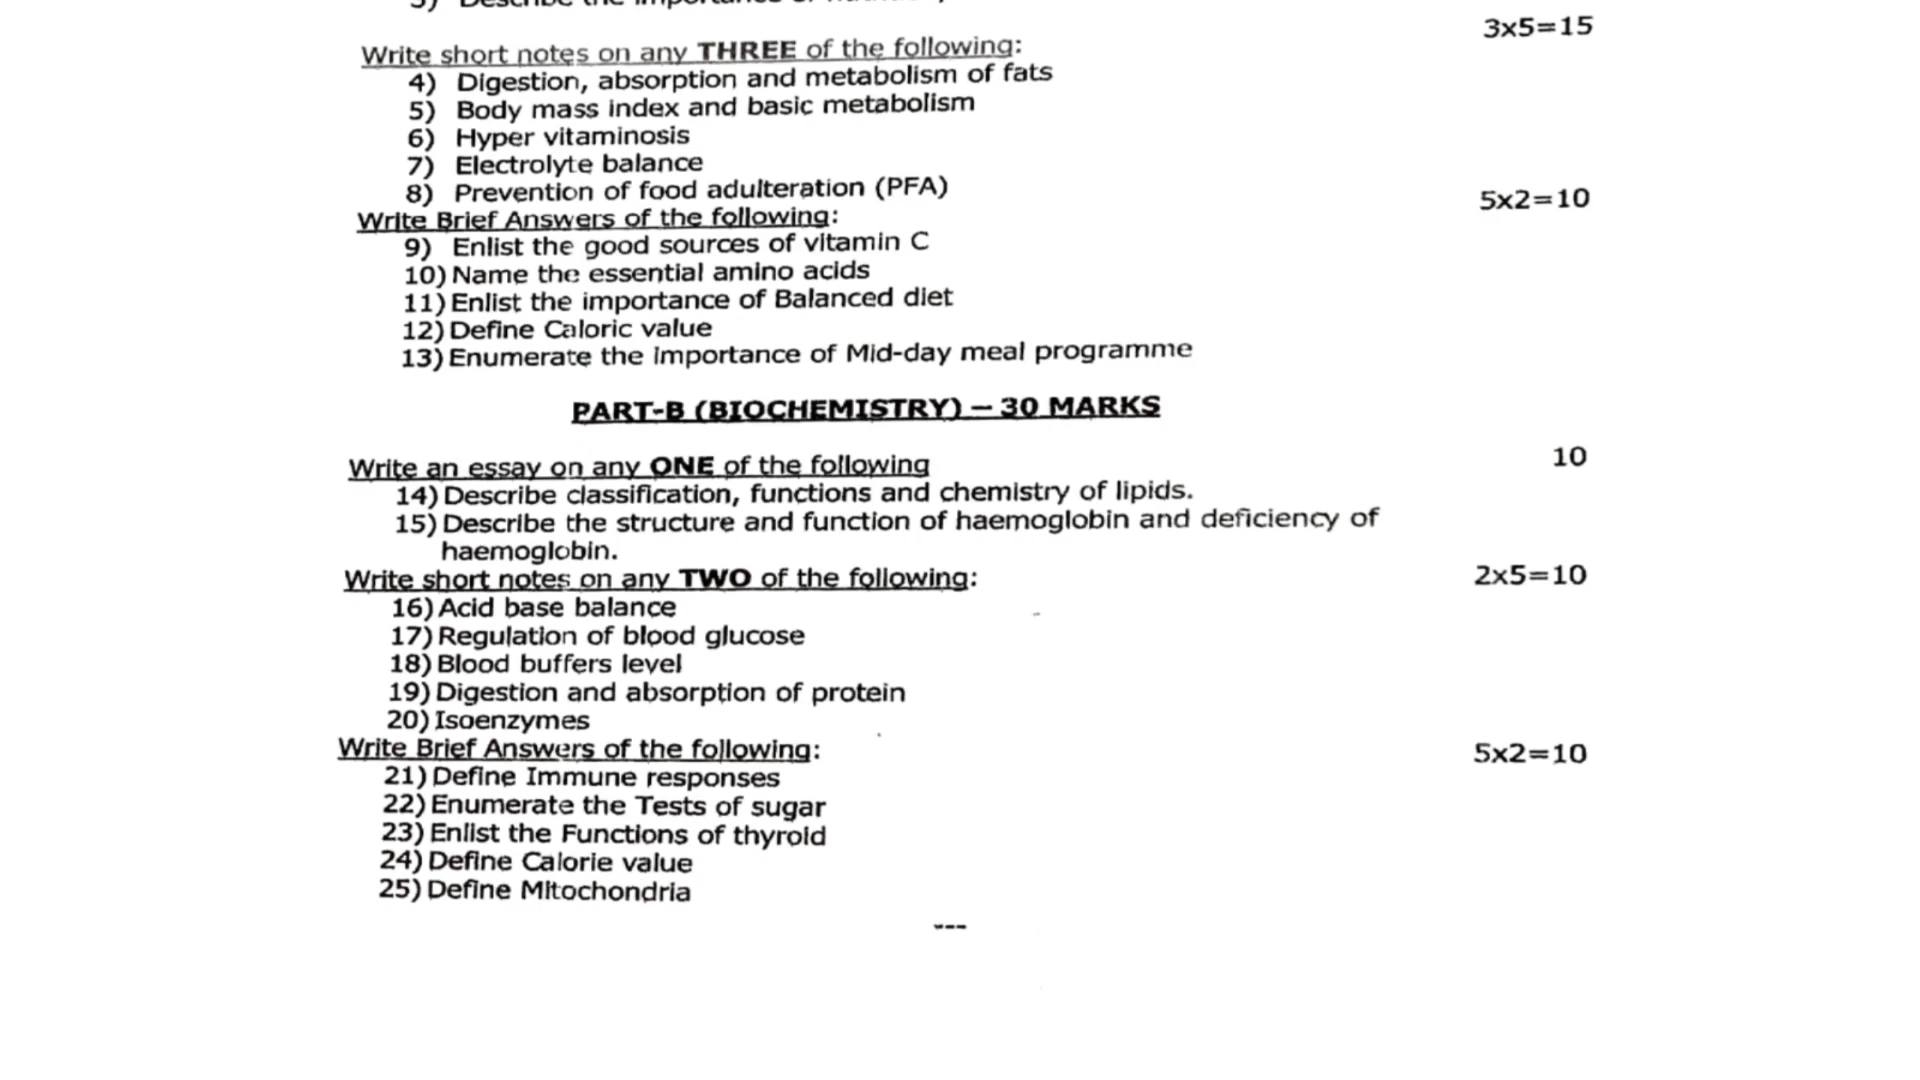 3) Describe the importance of
3x5=15
Write short notes on any THREE of the following:
4) Digestion, absorption and metabolism of fats
5) Body mass index and basic metabolism
6) Hyper vitaminosis
7) Electrolyte balance
8) Prevention of food adulteration (PFA)
5x2=10
Write Brief Answers of the following:
9) Enlist the good sources of vitamin C
10) Name the essential amino acids
11) Enlist the importance of Balanced diet
12) Define Caloric value
13) Enumerate the importance of Mid-day meal programme
PART-B (BIOCHEMISTRY) – 30 MARKS
Write an essay on any ONE of the following 10
14) Describe classification, functions and chemistry of lipids.
15) Describe the structure and function of haemoglobin and deficiency of
haemoglobin.
Write short notes on any TWO of the following: 2x5=10
16) Acid base balance
17) Regulation of blood glucose
18) Blood buffers level
19) Digestion and absorption of protein
20) Isoenzymes
Write Brief Answers of the following: 5x2=10
21) Define Immune responses
22) Enumerate the Tests of sugar
23) Enlist the Functions of thyroid
24) Define Calorie value
25) Define Mitochondria
---